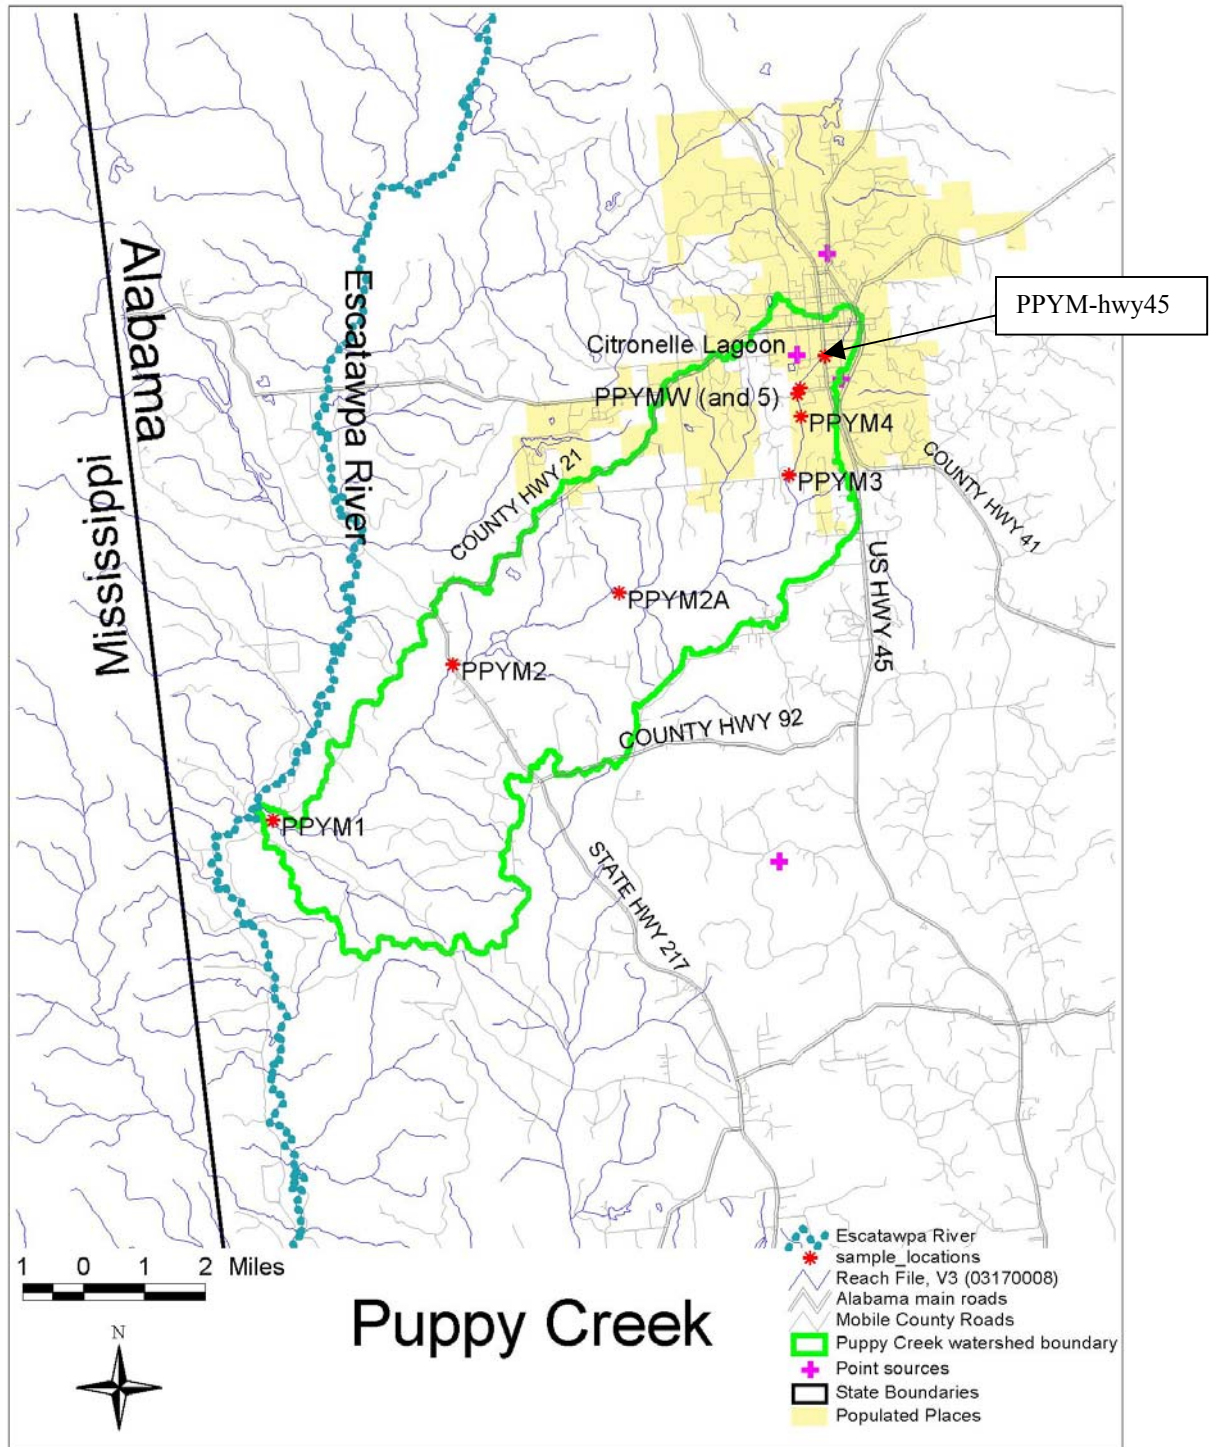 Alabama
Mississippi
Escatawpa River
PPYM-hwy45
Citronelle Lagoon
PPYMW (and 5)
PPYM4
PPYM3
COUNTY HWY 21
COUNTY HWY 41
US HWY 45
PPYM2A
PPYM2
COUNTY HWY 92
PPYM1
STATE HWY 217
1 0 1 2 Miles
N
Puppy Creek
Escatawpa River
sample_locations
Reach File, V3 (03170008)
Alabama main roads
Mobile County Roads
Puppy Creek watershed boundary
Point sources
State Boundaries
Populated Places